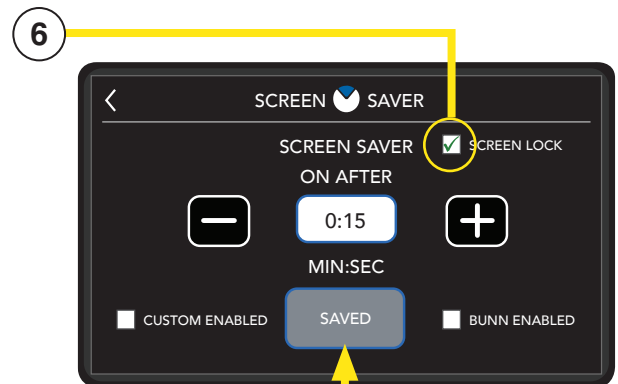 6
SCREEN SAVER
SCREEN SAVER
SCREEN LOCK
ON AFTER
0:15
MIN:SEC
CUSTOM ENABLED
SAVED
BUNN ENABLED